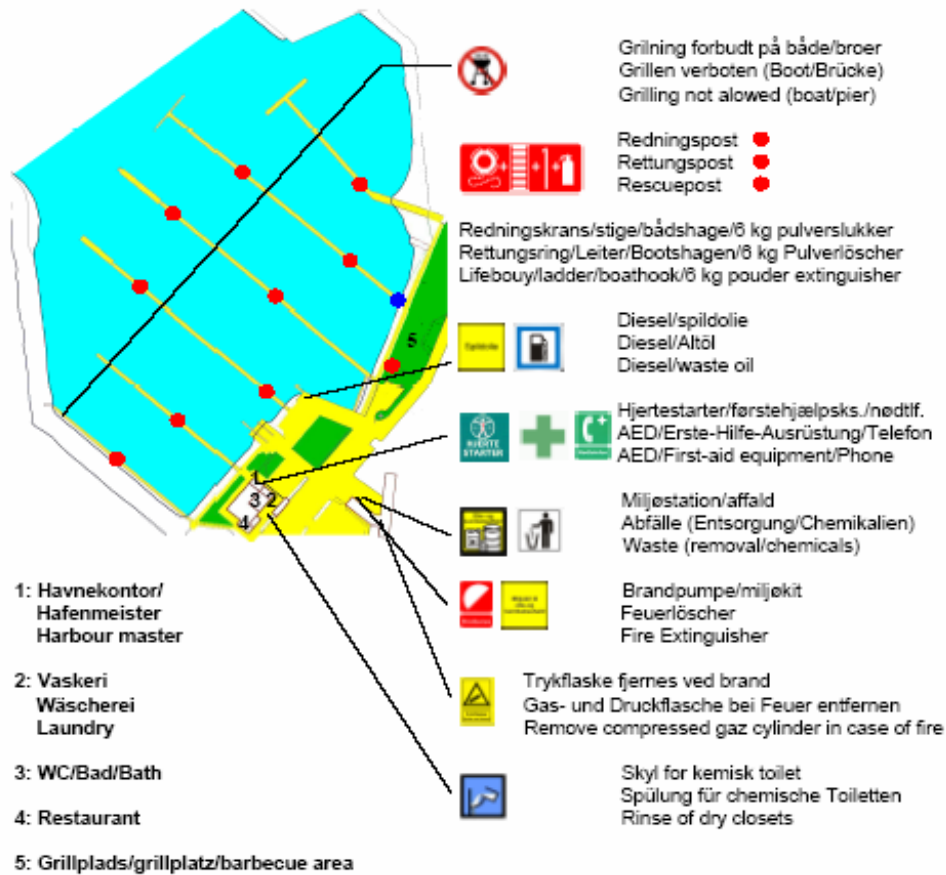 Grilning forbudt på både/broer
Grillen verboten (Boot/Brücke)
Grilling not alowed (boat/pier)
Redningspost
Rettungspost
Rescuepost
Redningskrans/stige/bådshage/6 kg pulverslukker
Rettungsring/Leiter/Bootshagen/6 kg Pulverlöscher
Lifebouy/ladder/boathook/6 kg pouder extinguisher
5
Spildolie
Diesel/spildolie
Diesel/Altöl
Diesel/waste oil
HJERTE
STARTER
Hjertestarter/førstehjælpsks./nødtlf.
AED/Erste-Hilfe-Ausrüstung/Telefon
AED/First-aid equipment/Phone
1
3 2
4
Miljøstation/affald
Abfälle (Entsorgung/Chemikalien)
Waste (removal/chemicals)
Brandpumpe/miljøkit
Feuerlöscher
Fire Extinguisher
Trykflaske fjernes ved brand
Gas- und Druckflasche bei Feuer entfernen
Remove compressed gaz cylinder in case of fire
Skyl for kemisk toilet
Spülung für chemische Toiletten
Rinse of dry closets
1: Havnekontor/
Hafenmeister
Harbour master
2: Vaskeri
Wäscherei
Laundry
3: WC/Bad/Bath
4: Restaurant
5: Grillplads/grillplatz/barbecue area